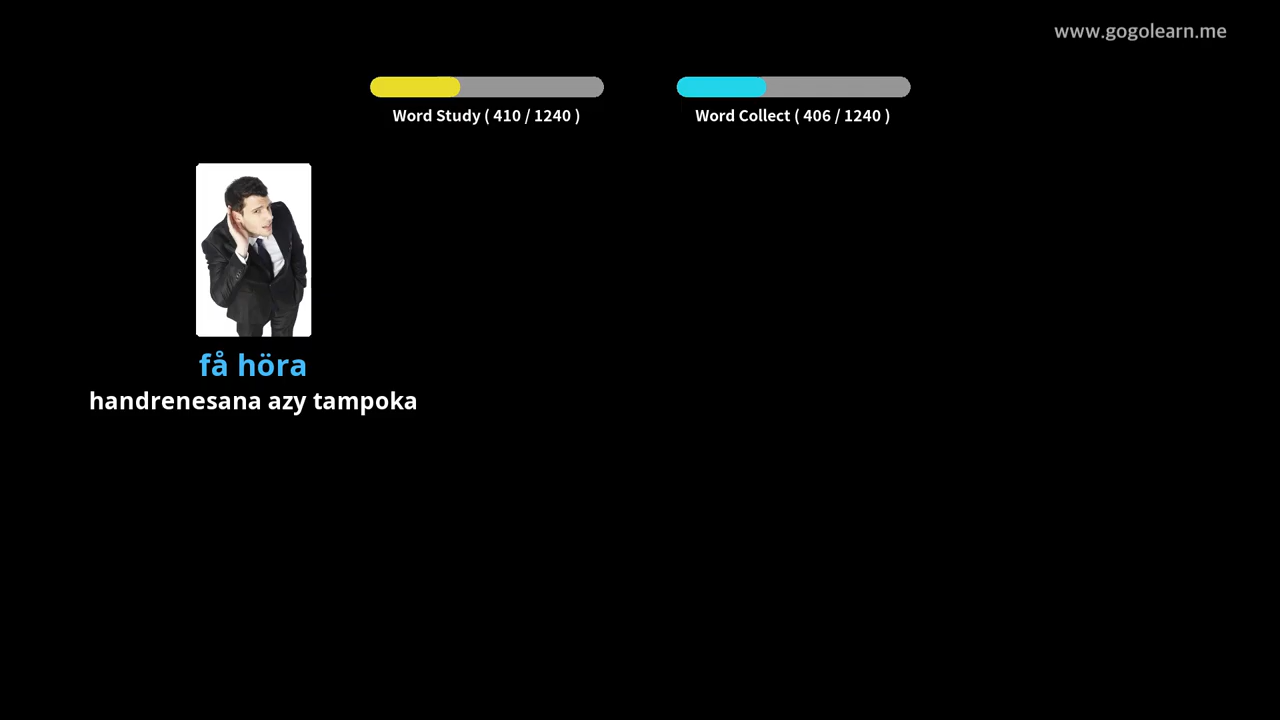 www.gogolearn.me
Word Study ( 410 / 1240 )
Word Collect ( 406 / 1240 )
få höra
handrenesana azy tampoka